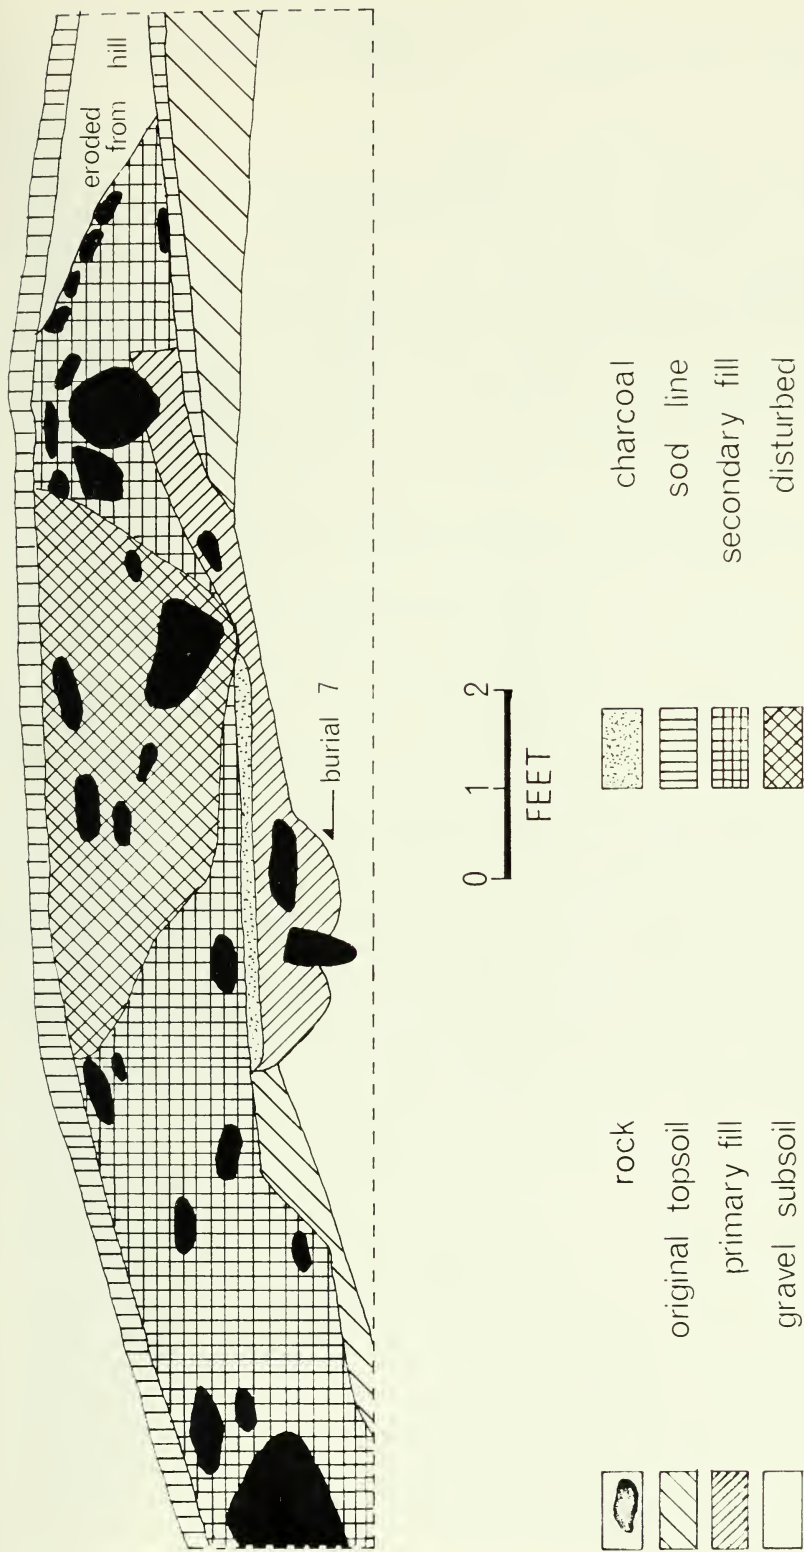 eroded
from hill
burial 7
0 1 2
FEET
rock
original topsoil
primary fill
gravel subsoil
charcoal
sod line
secondary fill
disturbed